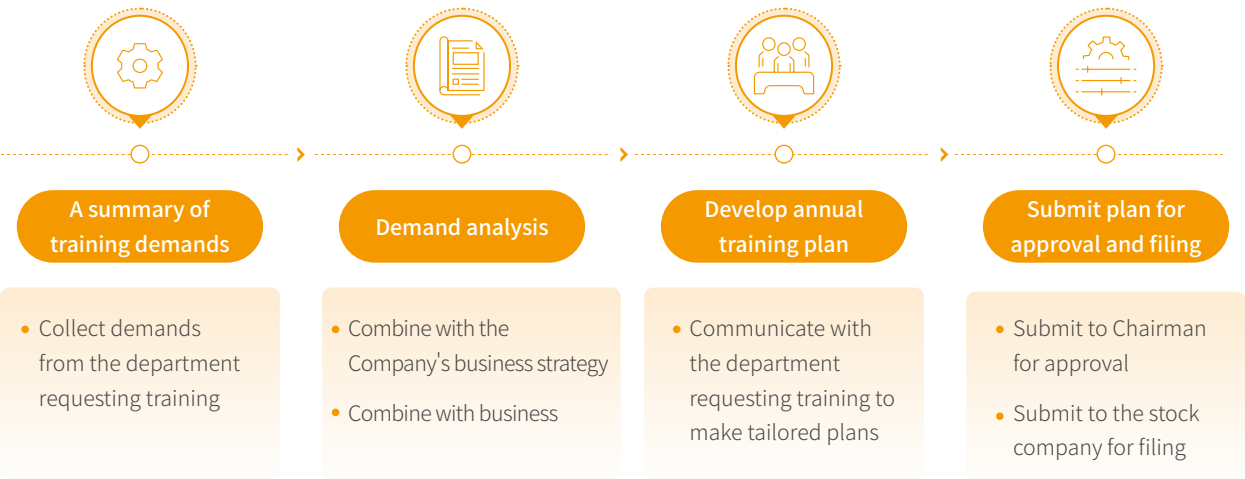 A summary of
training demands
Collect demands
from the department
requesting training
Demand analysis
Combine with the
Company's business strategy
Combine with business
Develop annual
training plan
Communicate with
the department
requesting training to
make tailored plans
Submit plan for
approval and filing
Submit to Chairman
for approval
Submit to the stock
company for filing